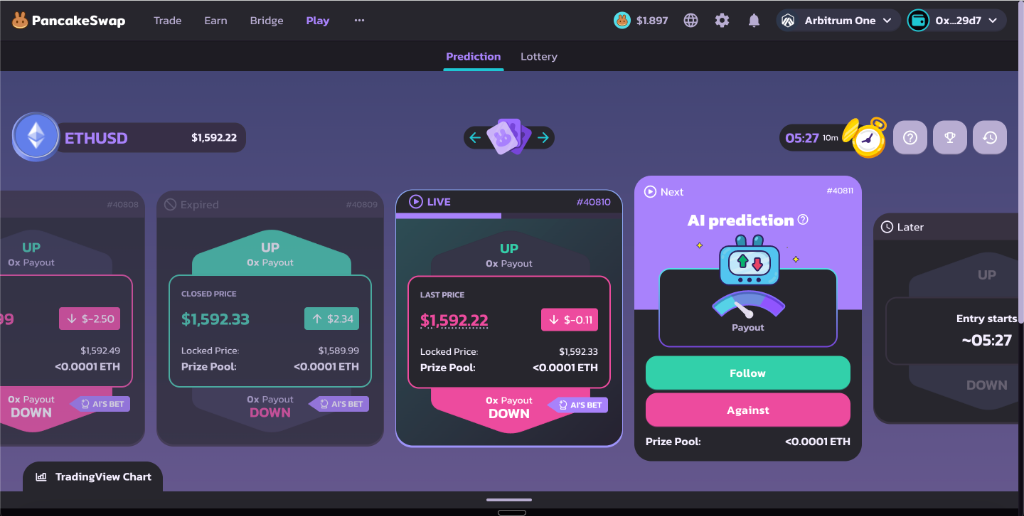 PancakeSwap Trade Earn Bridge Play ... $1.897 Arbitrum One 0x...29d7
Prediction Lottery
ETHUSD $1,592.22 05:27 10m
#40808
UP
0x Payout
99 $-2.50
$1,592.49
<0.0001 ETH
0x Payout
DOWN
AI'S BET
Expired #40809
UP
0x Payout
CLOSED PRICE
$1,592.33 $2.34
Locked Price: $1,589.99
Prize Pool: <0.0001 ETH
0x Payout
DOWN
AI'S BET
LIVE #40810
UP
0x Payout
LAST PRICE
$1,592.22 $-0.11
Locked Price: $1,592.33
Prize Pool: <0.0001 ETH
0x Payout
DOWN
AI'S BET
Next #40811
AI prediction
Payout
Follow
Against
Prize Pool: <0.0001 ETH
Later
UP
Entry starts
~05:27
DOWN
TradingView Chart